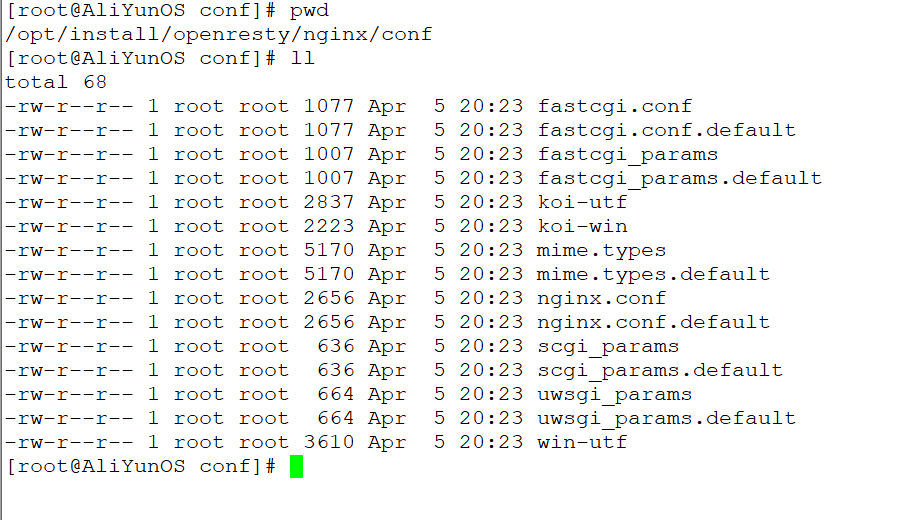 [root@AliYunOS conf]# pwd
/opt/install/openresty/nginx/conf
[root@AliYunOS conf]# ll
total 68
-rw-r--r-- 1 root root 1077 Apr  5 20:23 fastcgi.conf
-rw-r--r-- 1 root root 1077 Apr  5 20:23 fastcgi.conf.default
-rw-r--r-- 1 root root 1007 Apr  5 20:23 fastcgi_params
-rw-r--r-- 1 root root 1007 Apr  5 20:23 fastcgi_params.default
-rw-r--r-- 1 root root 2837 Apr  5 20:23 koi-utf
-rw-r--r-- 1 root root 2223 Apr  5 20:23 koi-win
-rw-r--r-- 1 root root 5170 Apr  5 20:23 mime.types
-rw-r--r-- 1 root root 5170 Apr  5 20:23 mime.types.default
-rw-r--r-- 1 root root 2656 Apr  5 20:23 nginx.conf
-rw-r--r-- 1 root root 2656 Apr  5 20:23 nginx.conf.default
-rw-r--r-- 1 root root  636 Apr  5 20:23 scgi_params
-rw-r--r-- 1 root root  636 Apr  5 20:23 scgi_params.default
-rw-r--r-- 1 root root  664 Apr  5 20:23 uwsgi_params
-rw-r--r-- 1 root root  664 Apr  5 20:23 uwsgi_params.default
-rw-r--r-- 1 root root 3610 Apr  5 20:23 win-utf
[root@AliYunOS conf]#